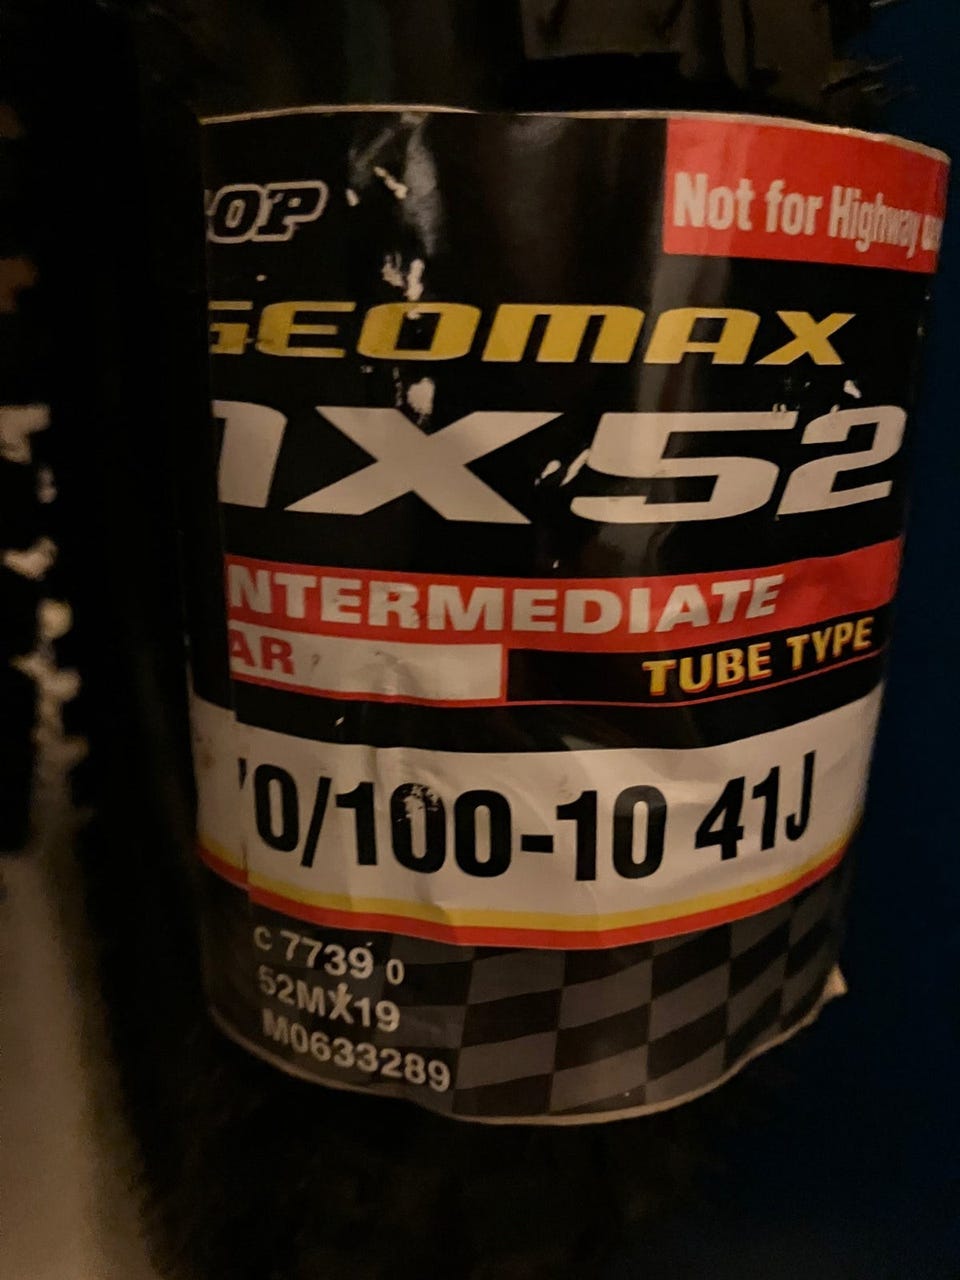 OP
Not for Highway
GEOMAX
X52
NTERMEDIATE
AR
TUBE TYPE
0/100-10 41J
C 7739 0
52MX19
M0633289